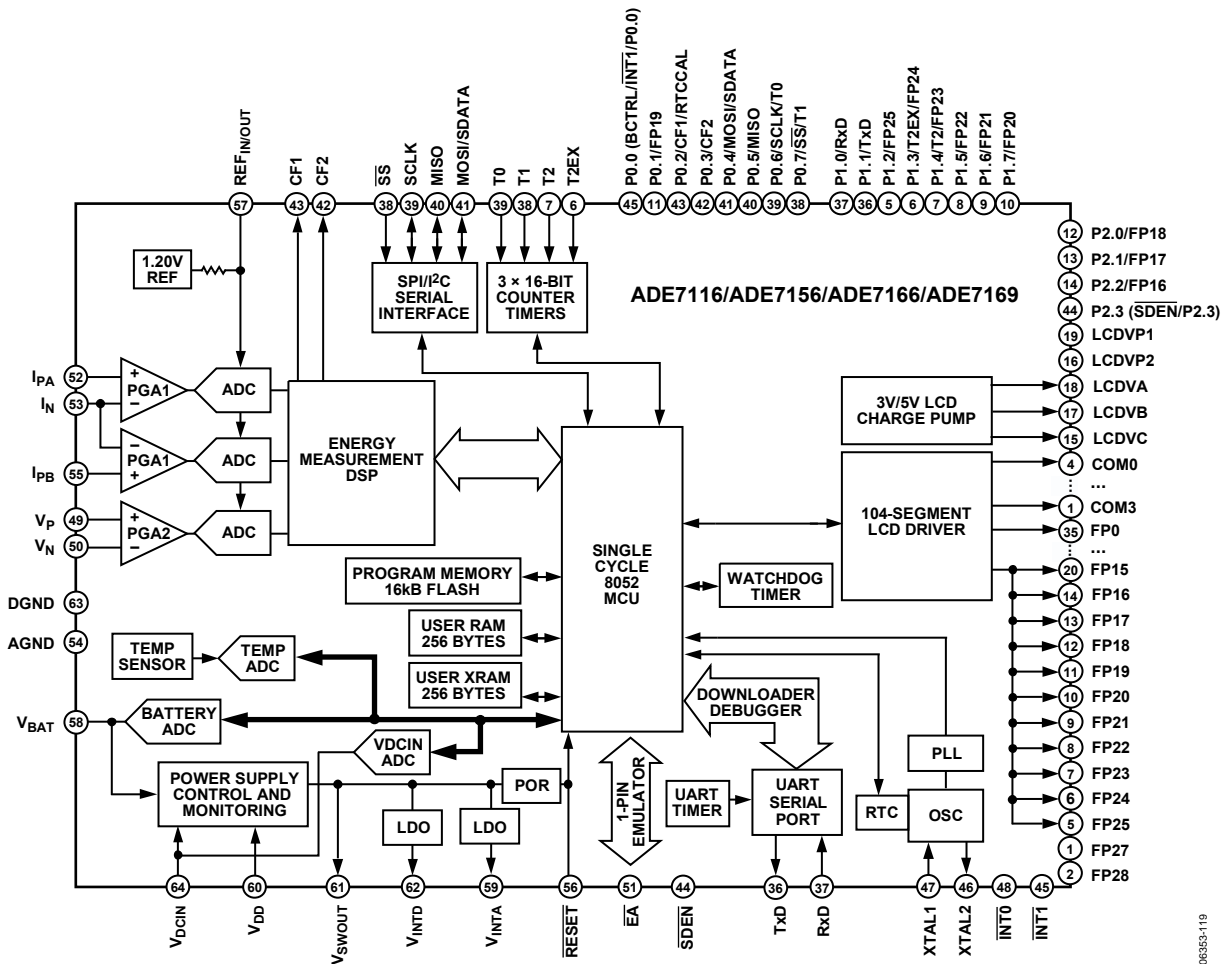 REFIN/OUT
CF1
CF2
SS
SCLK
MISO
MOSI/SDATA
T0
T1
T2
T2EX
P0.0 (BCTRL/INT1/P0.0)
P0.1/FP19
P0.2/CF1/RTCCAL
P0.3/CF2
P0.4/MOSI/SDATA
P0.5/MISO
P0.6/SCLK/T0
P0.7/SS/T1
P1.0/RxD
P1.1/TxD
P1.2/FP25
P1.3/T2EX/FP24
P1.4/T2/FP23
P1.5/FP22
P1.6/FP21
P1.7/FP20
57
43
42
38
39
40
41
39
38
7
6
45
11
43
42
41
40
39
38
37
36
5
6
7
8
9
10
12 P2.0/FP18
13 P2.1/FP17
14 P2.2/FP16
44 P2.3 (SDEN/P2.3)
19 LCDVP1
16 LCDVP2
18 LCDVA
17 LCDVB
15 LCDVC
4 COM0
...
1 COM3
35 FP0
...
20 FP15
14 FP16
13 FP17
12 FP18
11 FP19
10 FP20
9 FP21
8 FP22
7 FP23
6 FP24
5 FP25
1 FP27
2 FP28
1.20V
REF
SPI/I2C
SERIAL
INTERFACE
3 × 16-BIT
COUNTER
TIMERS
ADE7116/ADE7156/ADE7166/ADE7169
IPA 52
IN 53
IPB 55
VP 49
VN 50
DGND 63
AGND 54
VBAT 58
+
PGA1
−
ADC
−
PGA1
+
ADC
+
PGA2
−
ADC
ENERGY
MEASUREMENT
DSP
3V/5V LCD
CHARGE PUMP
104-SEGMENT
LCD DRIVER
SINGLE
CYCLE
8052
MCU
PROGRAM MEMORY
16kB FLASH
WATCHDOG
TIMER
USER RAM
256 BYTES
USER XRAM
256 BYTES
TEMP
SENSOR
TEMP
ADC
BATTERY
ADC
VDCIN
ADC
DOWNLOADER
DEBUGGER
POWER SUPPLY
CONTROL AND
MONITORING
LDO
LDO
POR
1-PIN
EMULATOR
UART
TIMER
UART
SERIAL
PORT
PLL
RTC
OSC
64
60
61
62
59
56
51
44
36
37
47
46
48
45
VDCIN
VDD
VSWOUT
VINTD
VINTA
RESET
EA
SDEN
TxD
RxD
XTAL1
XTAL2
INT0
INT1
06353-119